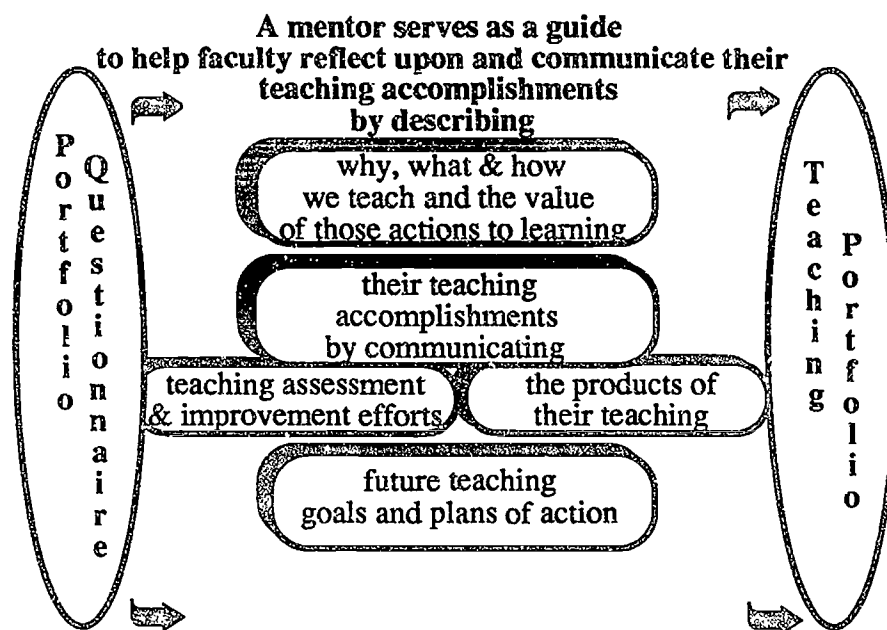 A mentor serves as a guide
to help faculty reflect upon and communicate their
teaching accomplishments
by describing
Portfolio
Questionnaire
why, what & how
we teach and the value
of those actions to learning
their teaching
accomplishments
by communicating
teaching assessment
& improvement efforts
the products of
their teaching
future teaching
goals and plans of action
Teaching
Portfolio